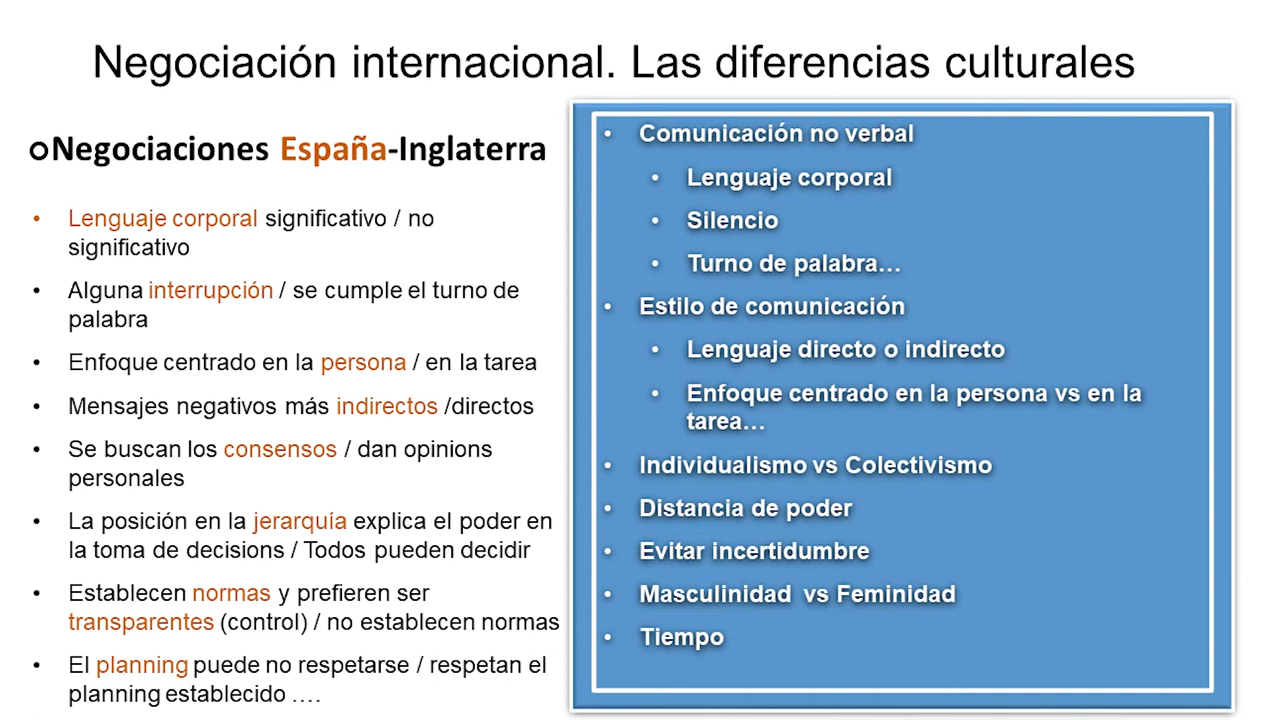 Negociación internacional. Las diferencias culturales
Negociaciones España-Inglaterra
• Lenguaje corporal significativo / no
significativo
• Alguna interrupción / se cumple el turno de
palabra
• Enfoque centrado en la persona / en la tarea
• Mensajes negativos más indirectos /directos
• Se buscan los consensos / dan opinions
personales
• La posición en la jerarquía explica el poder en
la toma de decisions / Todos pueden decidir
• Establecen normas y prefieren ser
transparentes (control) / no establecen normas
• El planning puede no respetarse / respetan el
planning establecido ….
• Comunicación no verbal
• Lenguaje corporal
• Silencio
• Turno de palabra…
• Estilo de comunicación
• Lenguaje directo o indirecto
• Enfoque centrado en la persona vs en la
tarea…
• Individualismo vs Colectivismo
• Distancia de poder
• Evitar incertidumbre
• Masculinidad vs Feminidad
• Tiempo